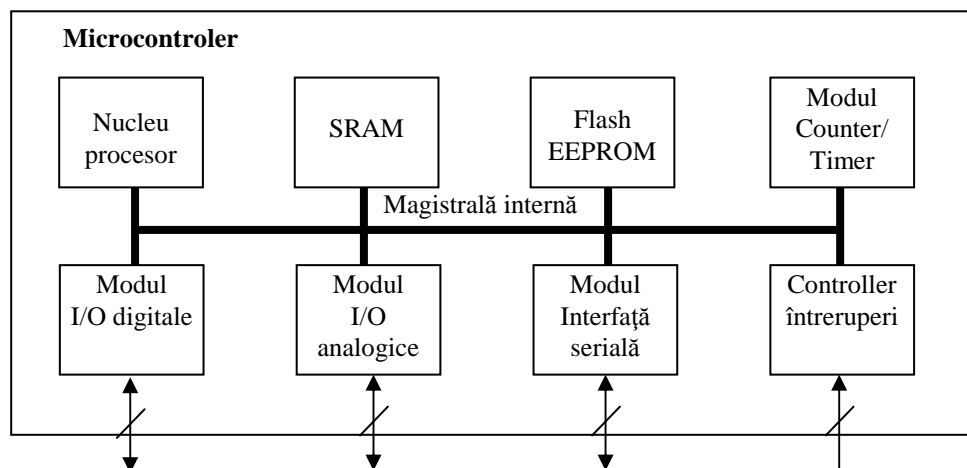 Microcontroler
Nucleu
procesor
SRAM
Flash
EEPROM
Modul
Counter/
Timer
Magistrală internă
Modul
I/O digitale
Modul
I/O
analogice
Modul
Interfaţă
serială
Controller
întreruperi